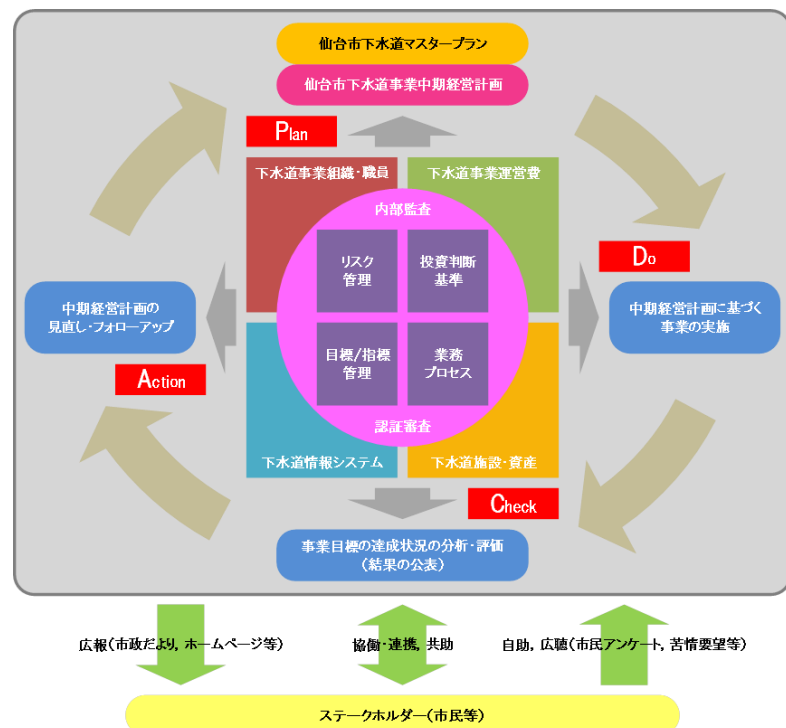 仙台市下水道マスタープラン
仙台市下水道事業中期経営計画
Plan
下水道事業組織・職員
下水道事業運営費
内部監査
リスク
管理
投資判断
基準
Do
中期経営計画の
見直し・フォローアップ
中期経営計画に基づく
事業の実施
目標/指標
管理
業務
プロセス
Action
認証審査
下水道情報システム
下水道施設・資産
Check
事業目標の達成状況の分析・評価
(結果の公表)
広報(市政だより, ホームページ等)
協働・連携, 共助
自助, 広聴(市民アンケート, 苦情要望等)
ステークホルダー(市民等)